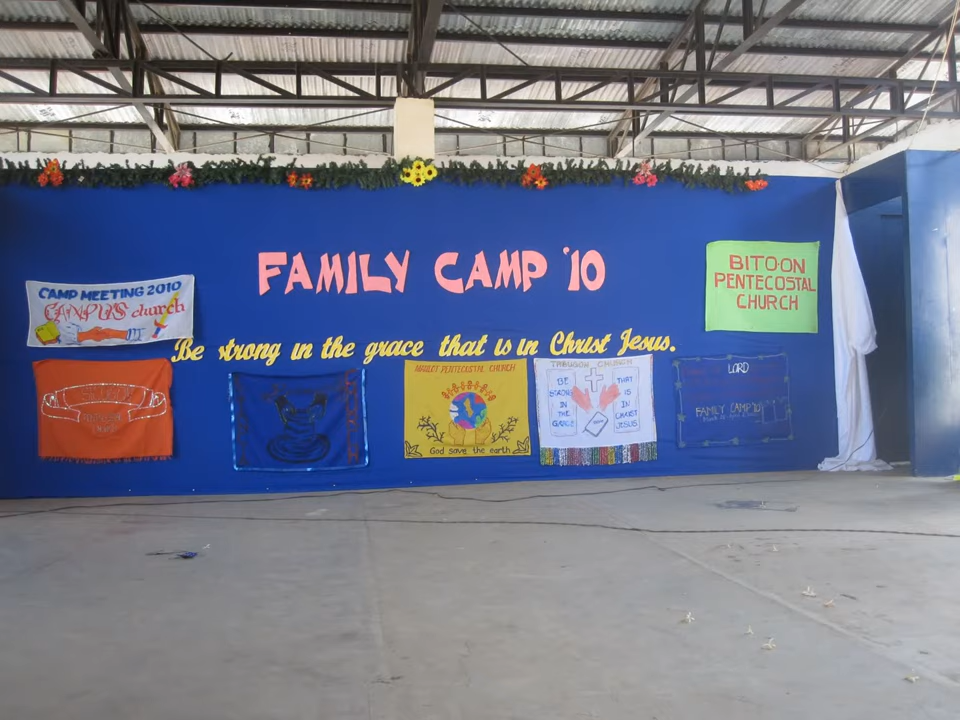 FAMILY CAMP '10
BITO-ON
PENTECOSTAL
CHURCH
CAMP MEETING 2010
CANPUS church
Be strong in the grace that is in Christ Jesus.
PENTECOSTAL CHURCH
God save the earth
CHURCH
BE
STRONG
IN
THE
GRACE
THAT
IS
IN
CHRIST
JESUS
LORD
FAMILY CAMP